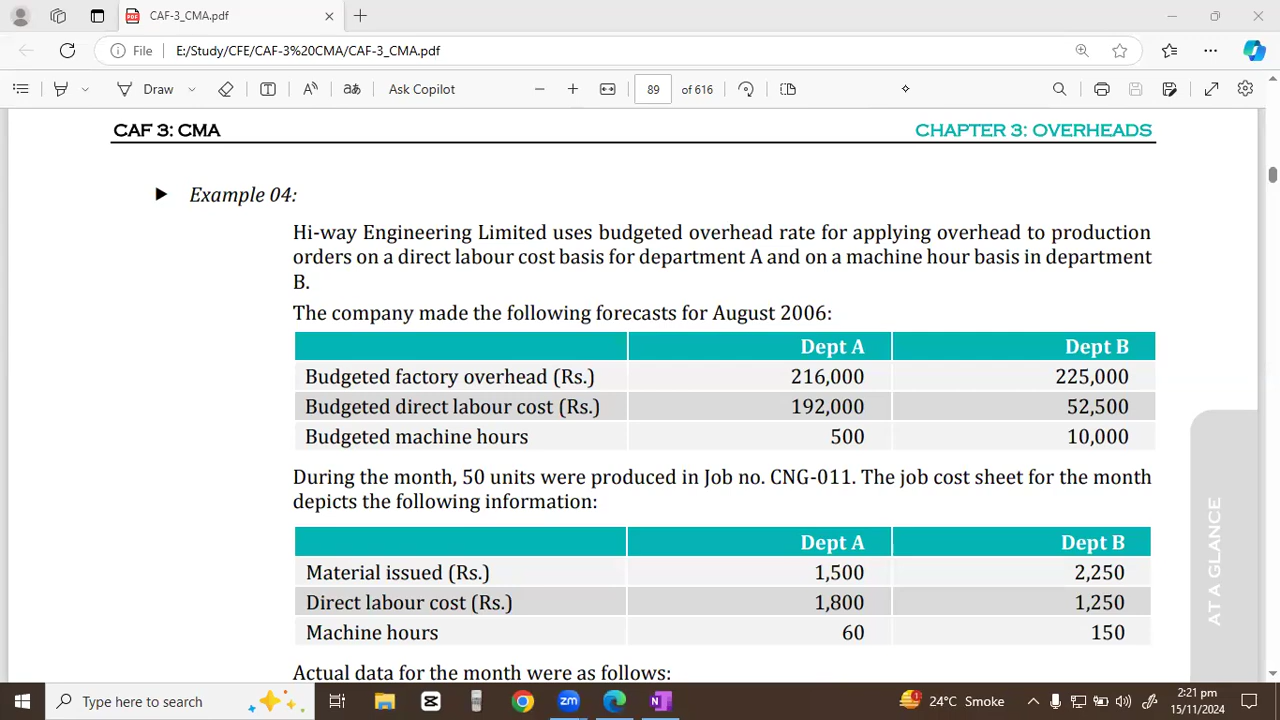 CAF-3_CMA.pdf
File E:/Study/CFE/CAF-3%20CMA/CAF-3_CMA.pdf
Draw aあ Ask Copilot 89 of 616
CAF 3: CMA CHAPTER 3: OVERHEADS
Example 04:
Hi-way Engineering Limited uses budgeted overhead rate for applying overhead to production
orders on a direct labour cost basis for department A and on a machine hour basis in department
B.
The company made the following forecasts for August 2006:
Dept A Dept B
Budgeted factory overhead (Rs.) 216,000 225,000
Budgeted direct labour cost (Rs.) 192,000 52,500
Budgeted machine hours 500 10,000
During the month, 50 units were produced in Job no. CNG-011. The job cost sheet for the month
depicts the following information:
Dept A Dept B
Material issued (Rs.) 1,500 2,250
Direct labour cost (Rs.) 1,800 1,250
Machine hours 60 150
Actual data for the month were as follows:
AT A GLANCE
Type here to search
zm
24°C Smoke
2:21 pm
15/11/2024